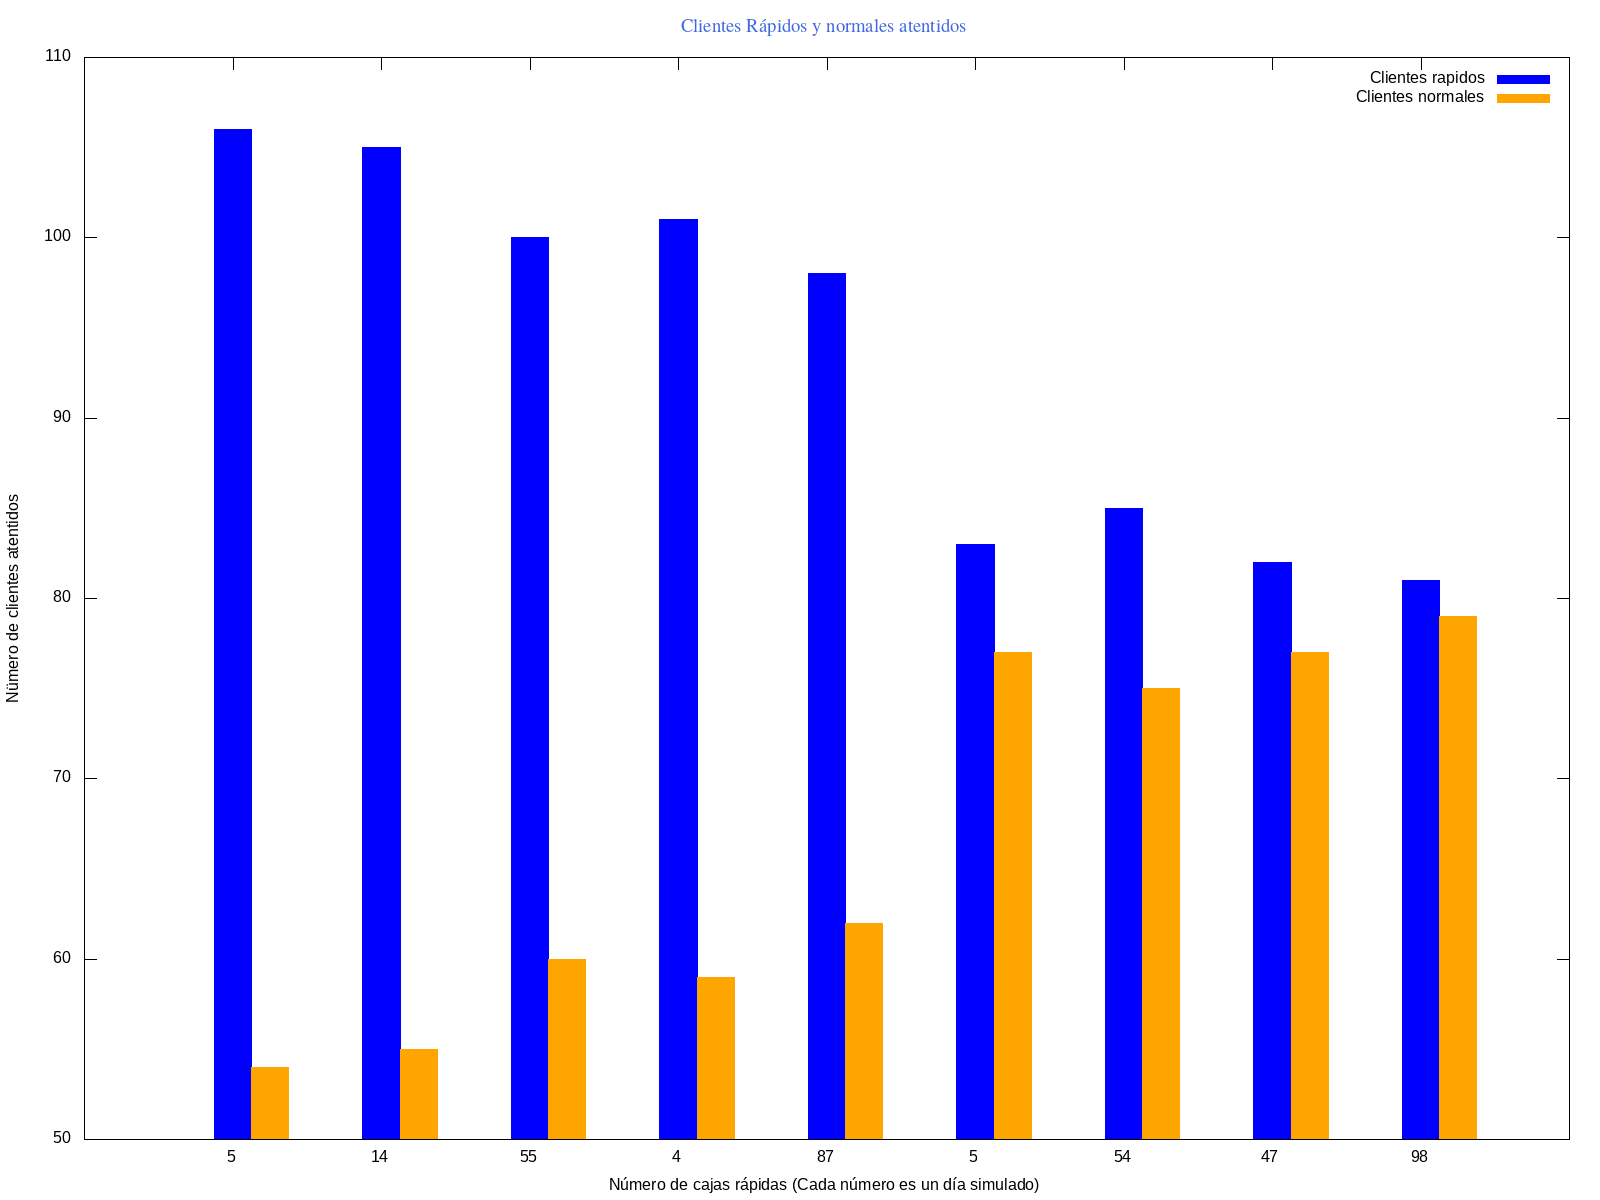 Clientes Rápidos y normales atentidos
110
Clientes rapidos
Clientes normales
100
90
80
70
60
50
Número de clientes atentidos
5 14 55 4 87 5 54 47 98
Número de cajas rápidas (Cada número es un día simulado)